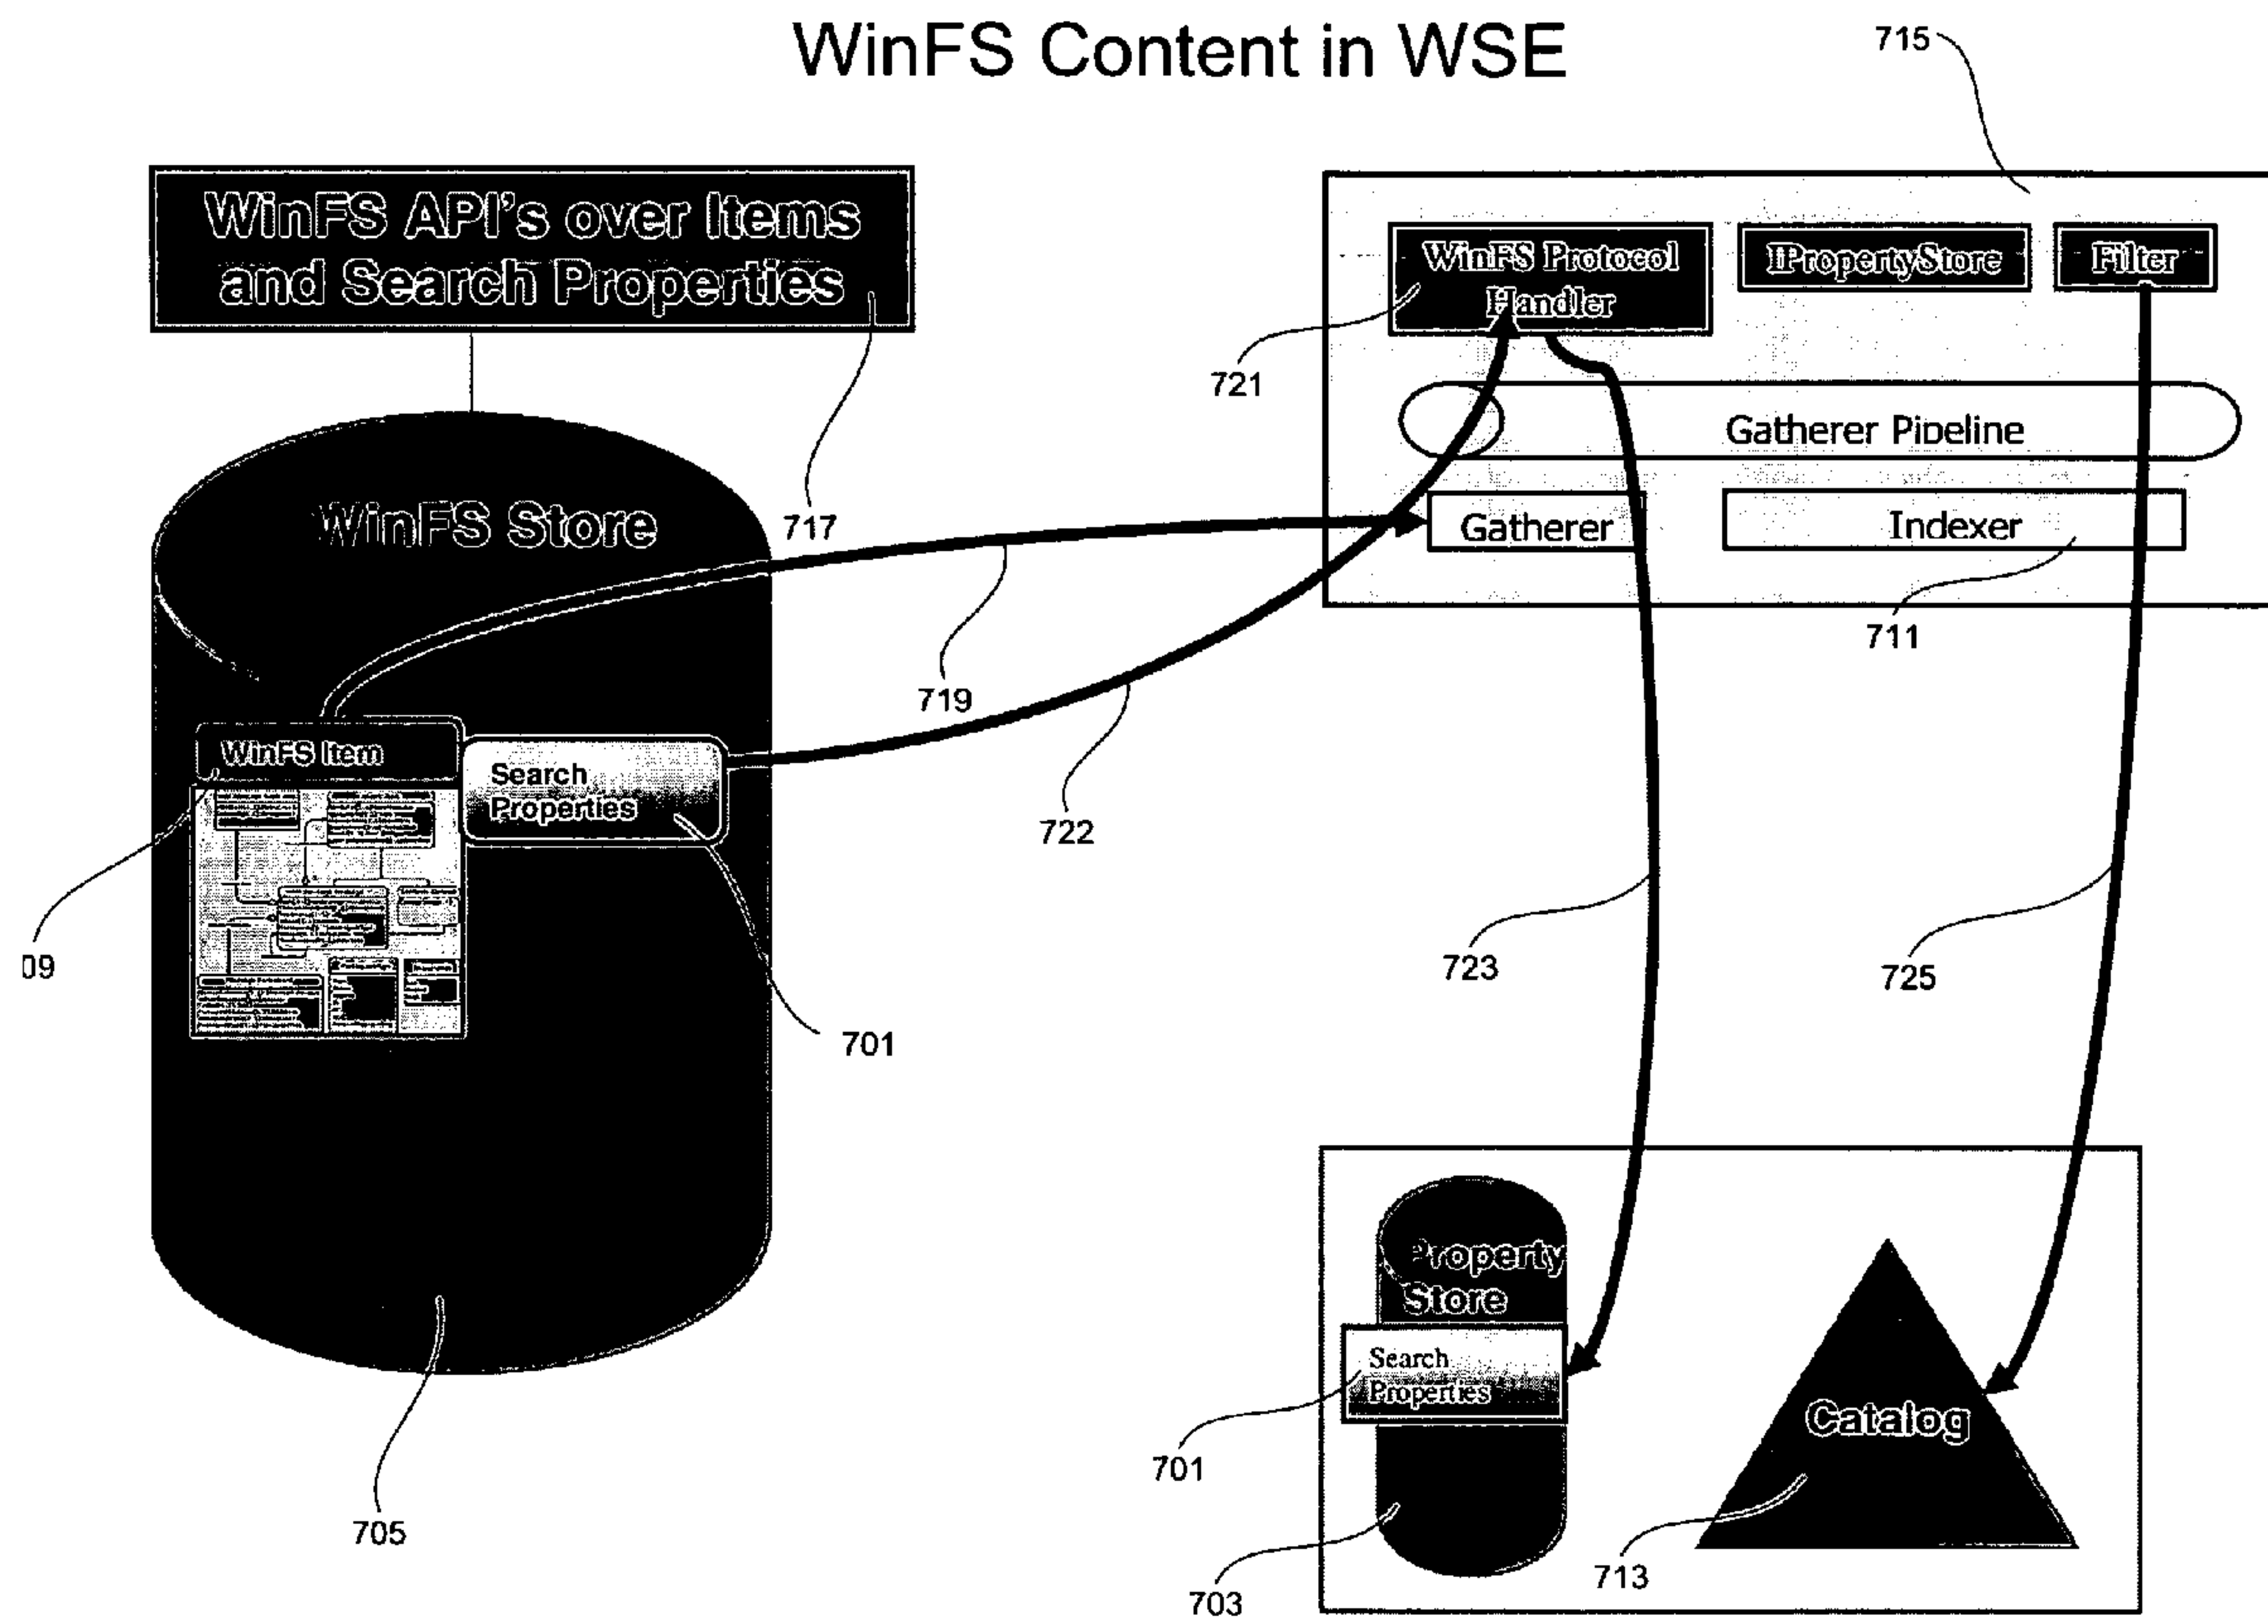 WinFS Content in WSE
715
WinFS API's over Items
and Search Properties
WinFS Protocol
Handler
IPropertyStore
Filter
721
Gatherer Pipeline
WinFS Store
717
Gatherer
Indexer
711
719
WinFS Item
Search
Properties
722
09
723
725
701
Property
Store
Search
Properties
Catalog
701
705
713
703